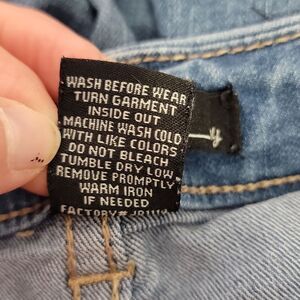 WASH BEFORE WEAR
TURN GARMENT
INSIDE OUT
MACHINE WASH COLD
WITH LIKE COLORS
DO NOT BLEACH
TUMBLE DRY LOW
REMOVE PROMPTLY
WARM IRON
IF NEEDED
FACTORY#